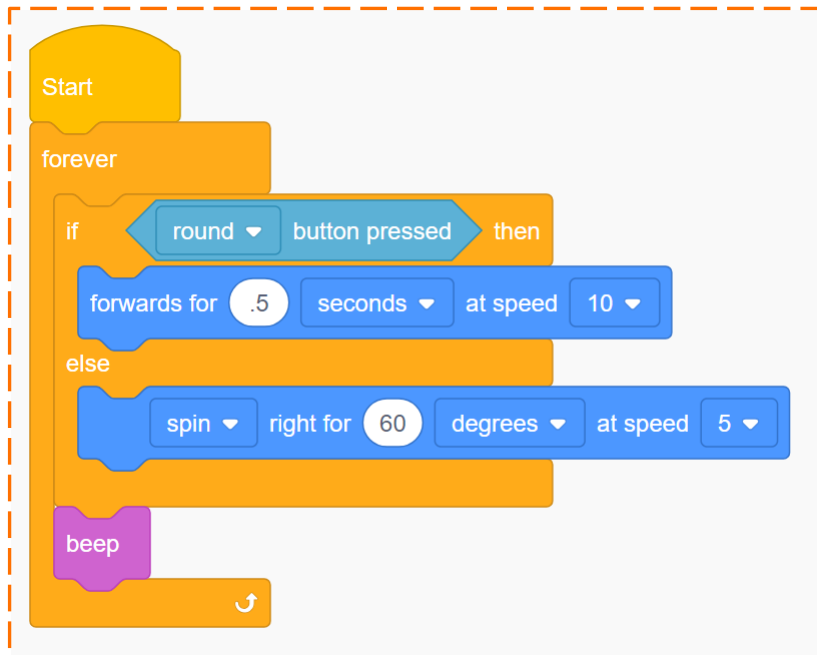 Start
forever
if round button pressed then
forwards for .5 seconds at speed 10
else
spin right for 60 degrees at speed 5
beep